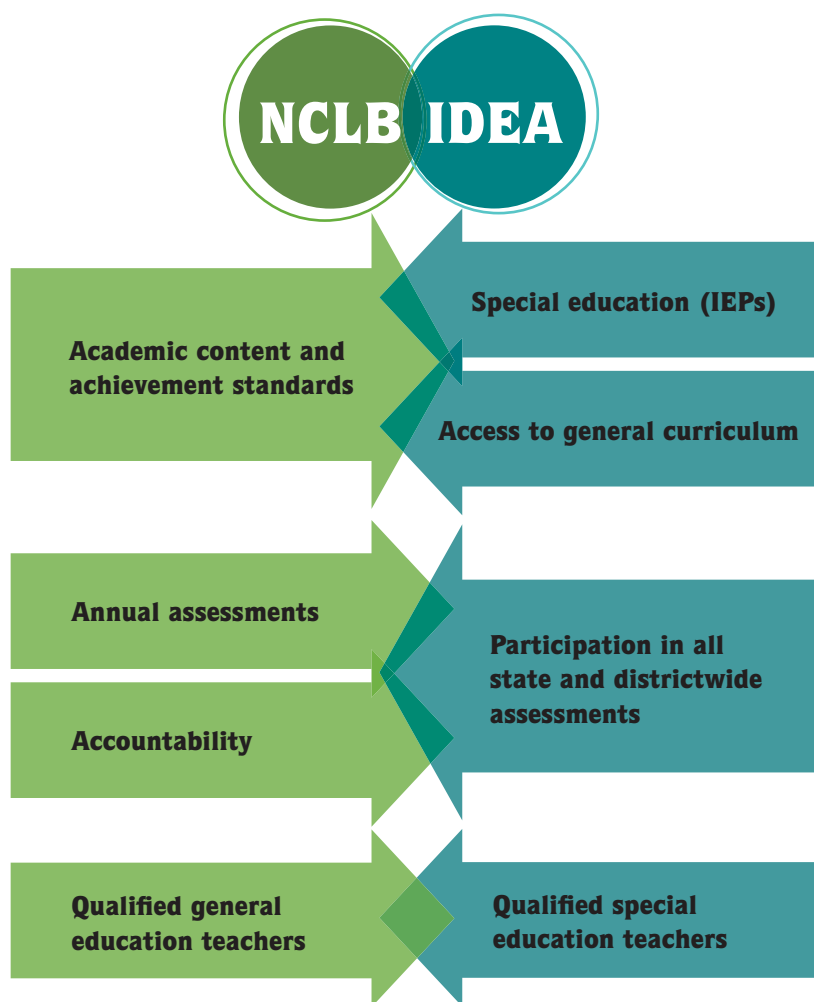 NCLB IDEA
Academic content and
achievement standards
Special education (IEPs)
Access to general curriculum
Annual assessments
Accountability
Participation in all
state and districtwide
assessments
Qualified general
education teachers
Qualified special
education teachers